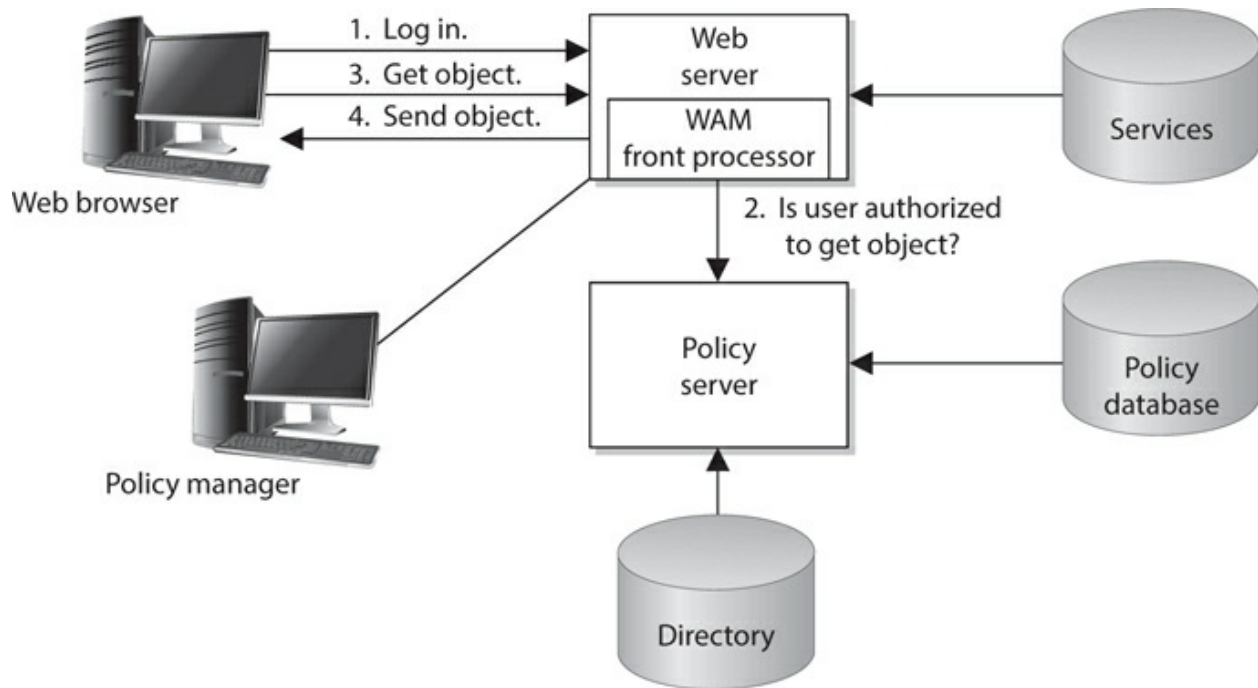 1. Log in.
3. Get object.
4. Send object.
Web browser
Web
server
WAM
front processor
Services
2. Is user authorized
to get object?
Policy manager
Policy
server
Policy
database
Directory